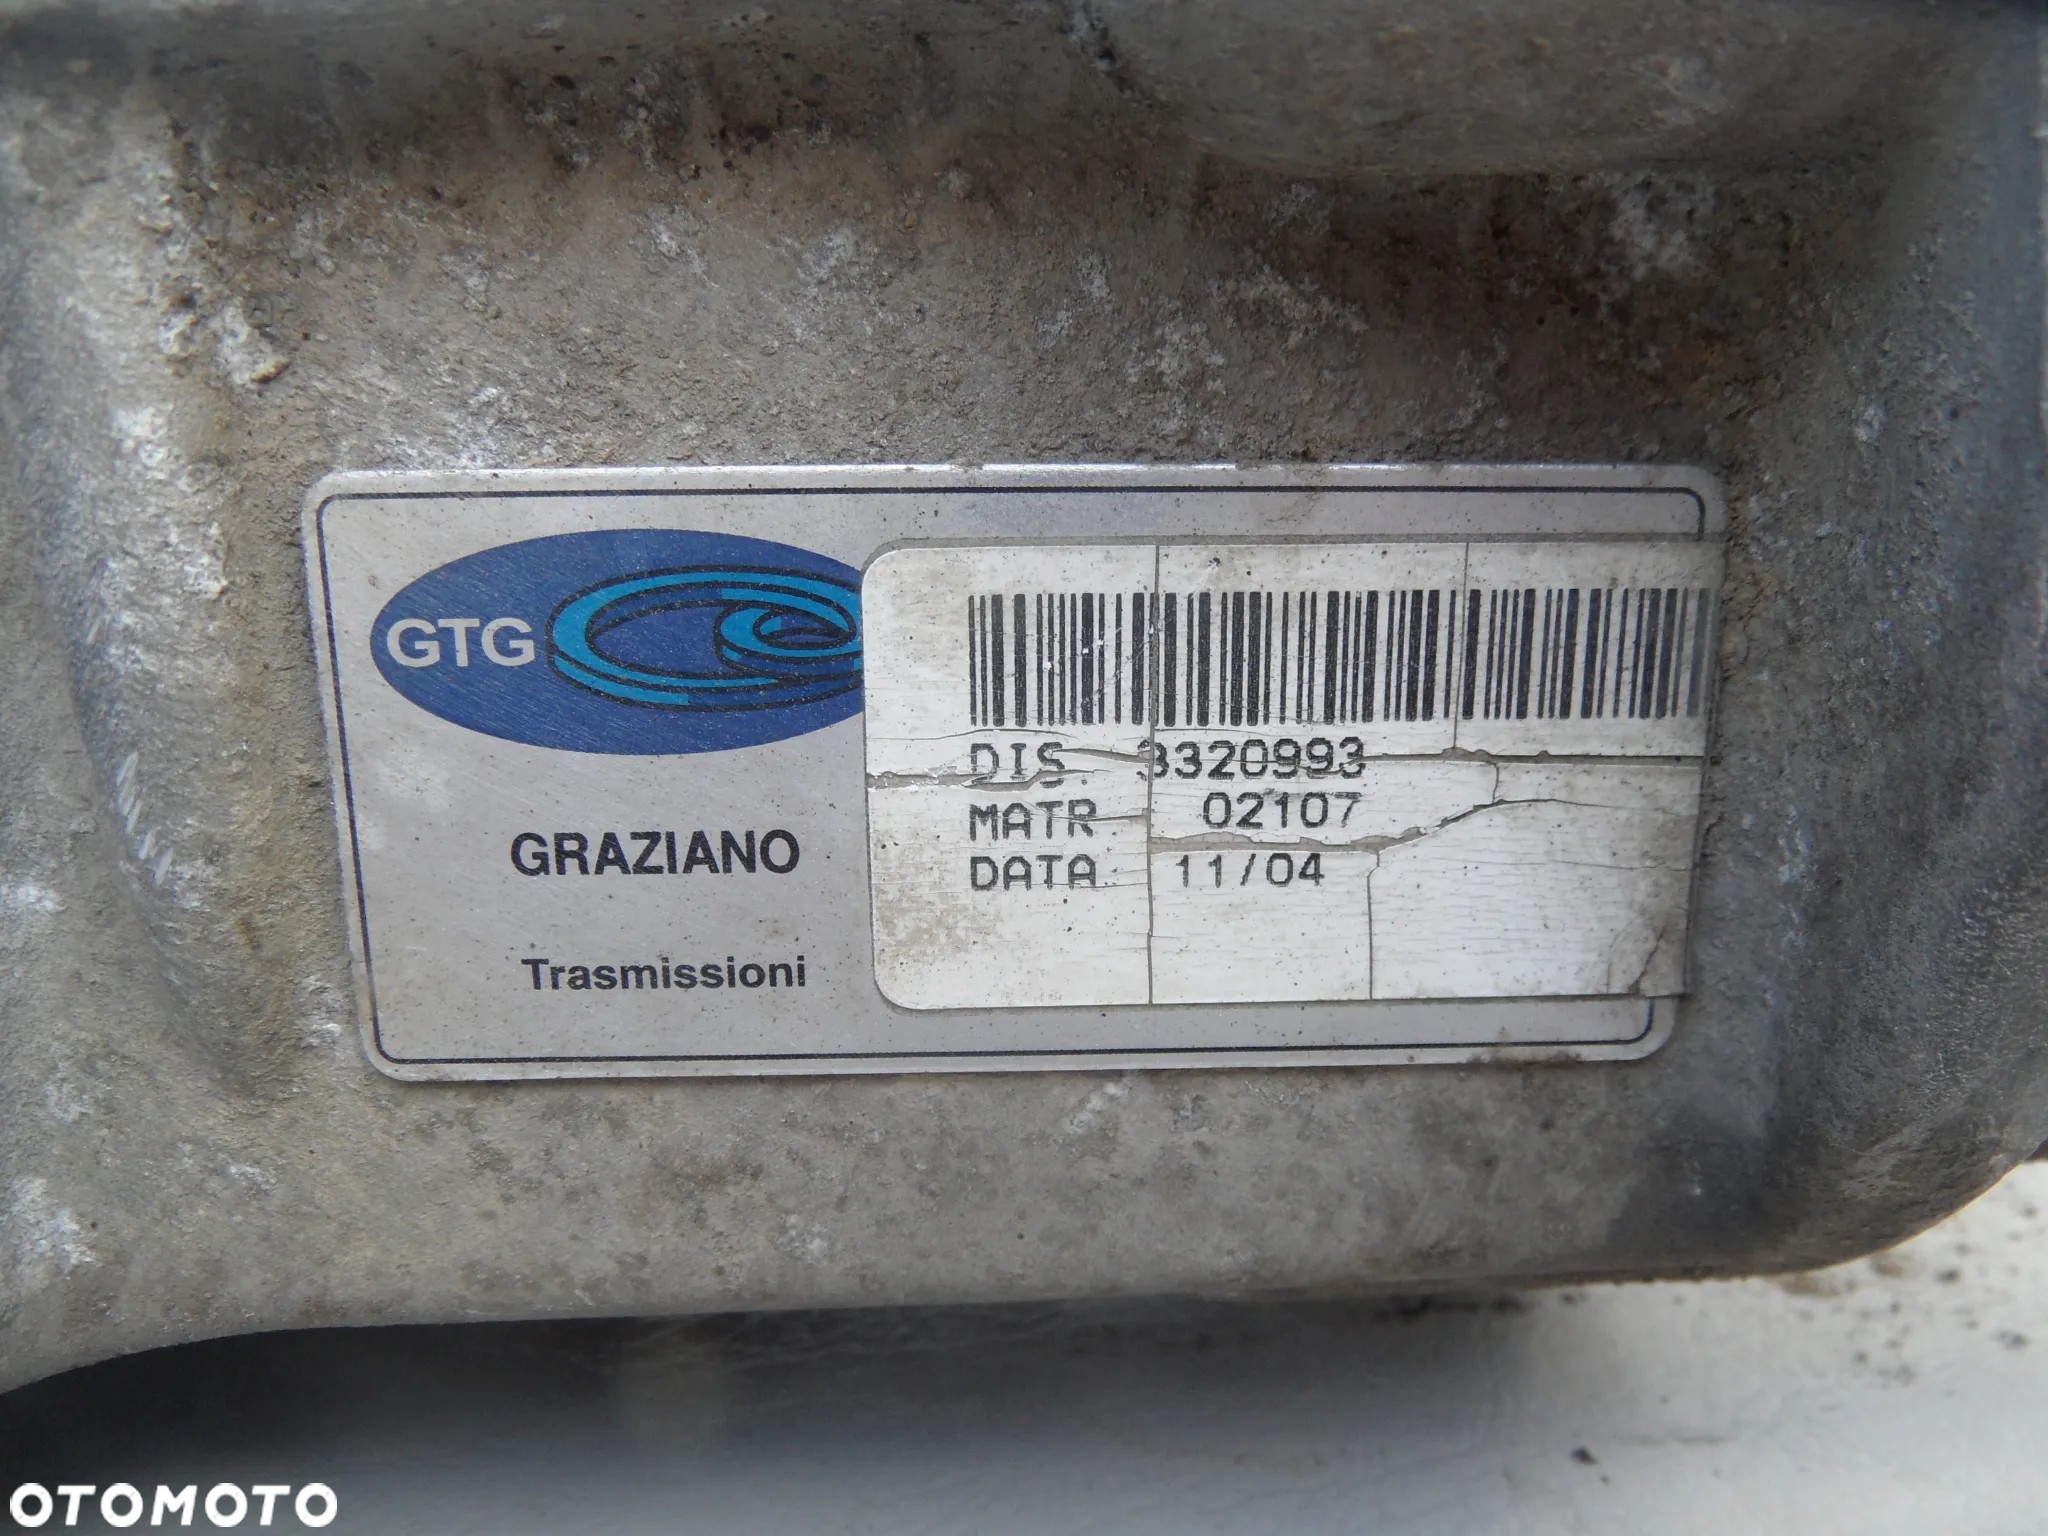 GTG
GRAZIANO
Trasmissioni
DIS. 3320993
MATR 02107
DATA 11/04
OTOMOTO